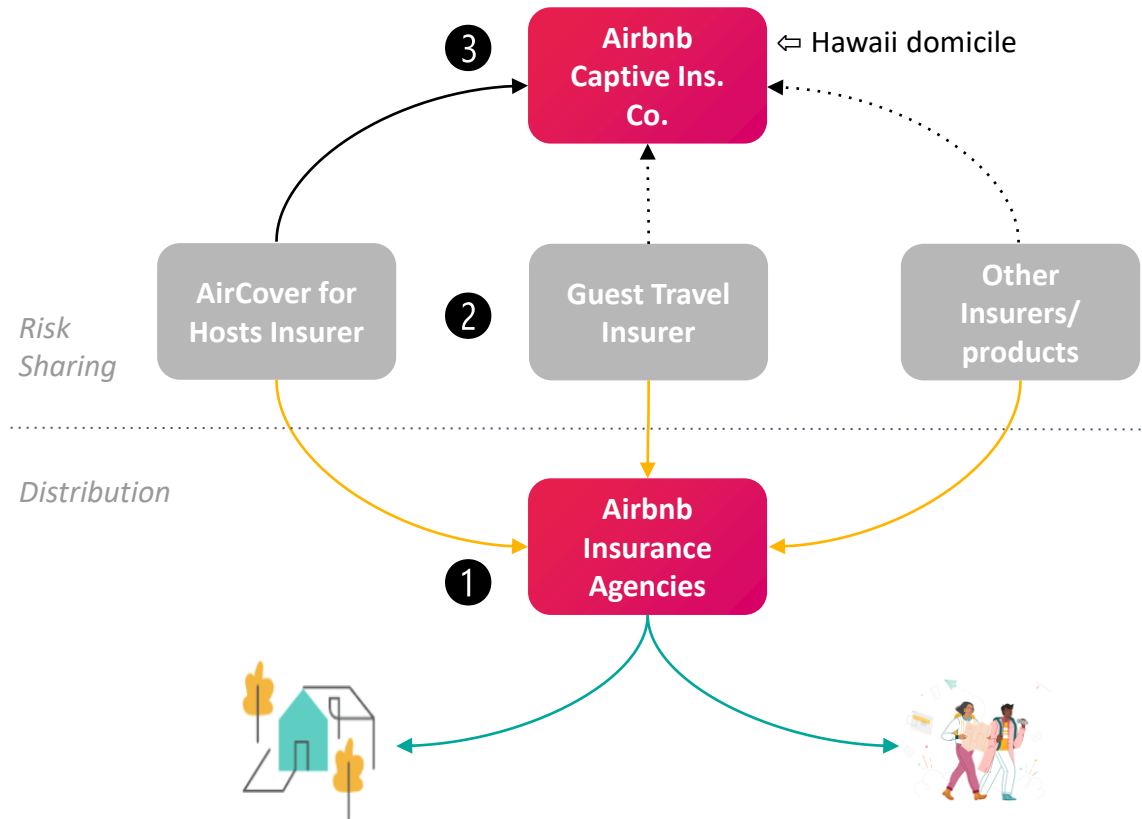 3
Airbnb
Captive Ins.
Co.
⇦ Hawaii domicile
AirCover for
Hosts Insurer
2
Guest Travel
Insurer
Other
Insurers/
products
Risk
Sharing
Distribution
1
Airbnb
Insurance
Agencies